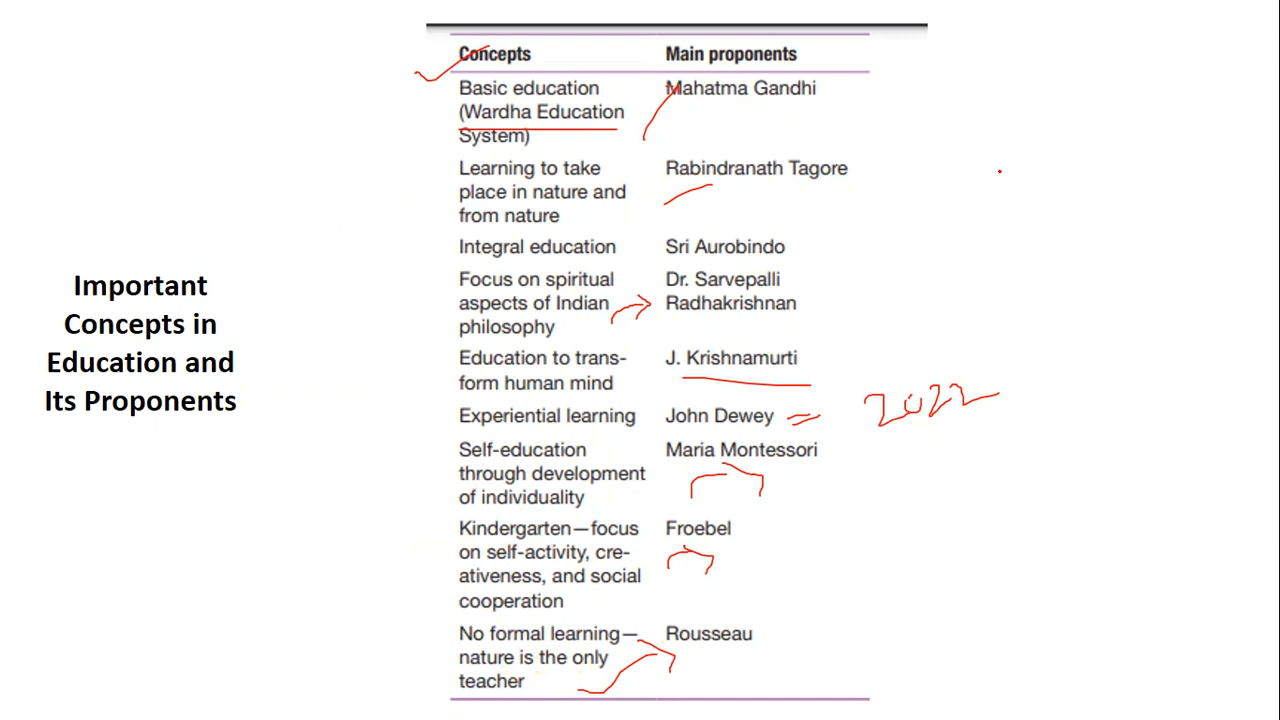 Important
Concepts in
Education and
Its Proponents
Concepts Main proponents
Basic education Mahatma Gandhi
(Wardha Education
System)
Learning to take Rabindranath Tagore
place in nature and
from nature
Integral education Sri Aurobindo
Focus on spiritual Dr. Sarvepalli
aspects of Indian Radhakrishnan
philosophy
Education to trans- J. Krishnamurti
form human mind
Experiential learning John Dewey 2022
Self-education Maria Montessori
through development
of individuality
Kindergarten—focus Froebel
on self-activity, cre-
ativeness, and social
cooperation
No formal learning— Rousseau
nature is the only
teacher